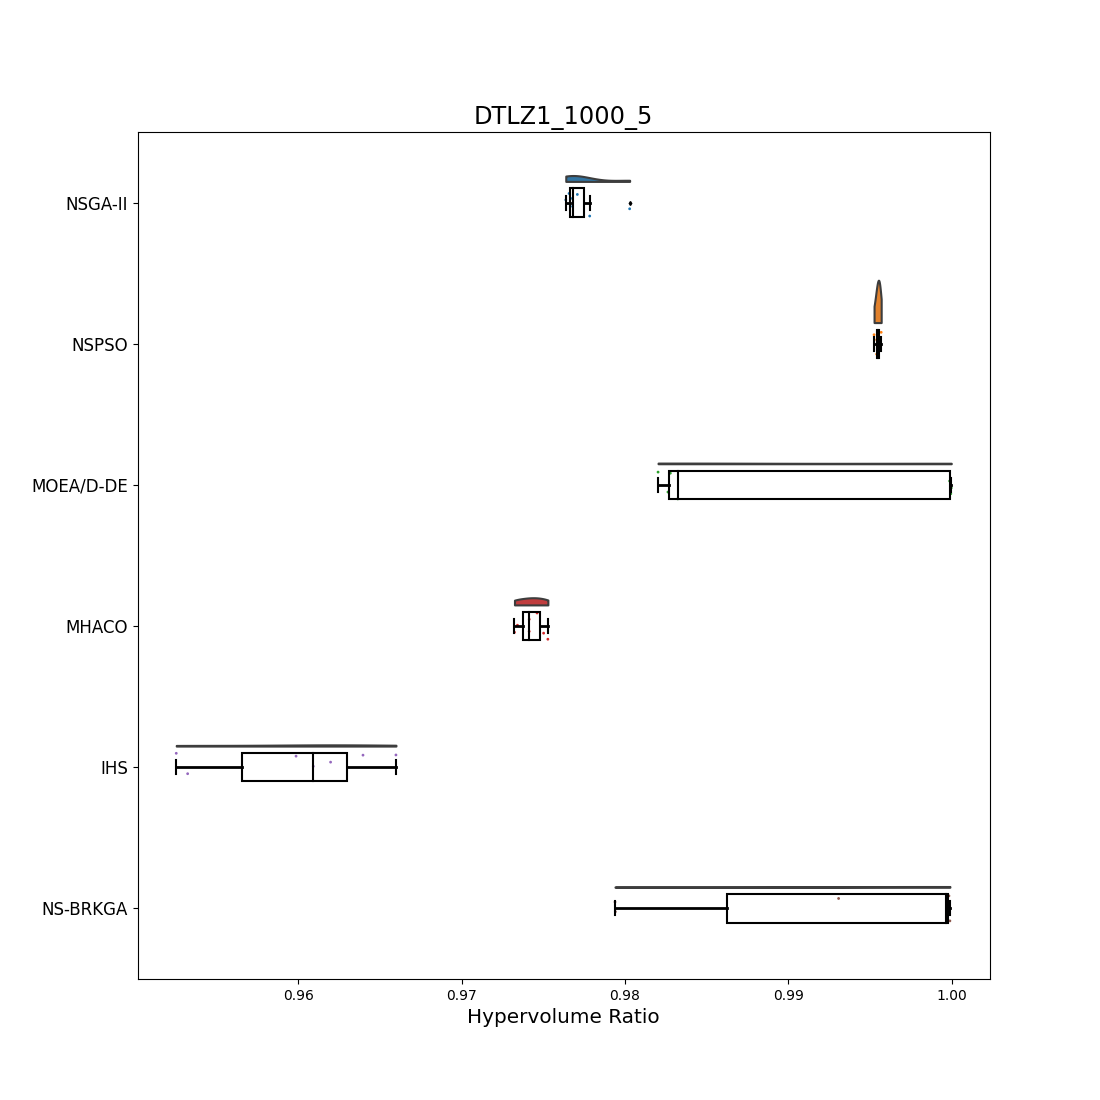 DTLZ1_1000_5
NSGA-II
NSPSO
MOEA/D-DE
MHACO
IHS
NS-BRKGA
0.96 0.97 0.98 0.99 1.00
Hypervolume Ratio